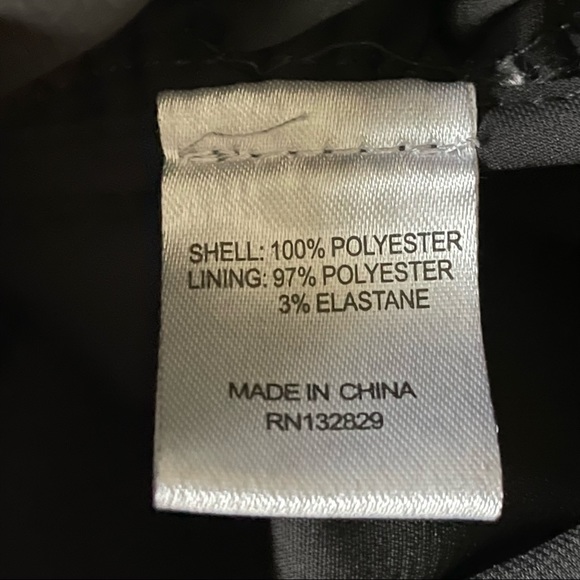 SHELL: 100% POLYESTER
LINING: 97% POLYESTER
3% ELASTANE
MADE IN CHINA
RN132829